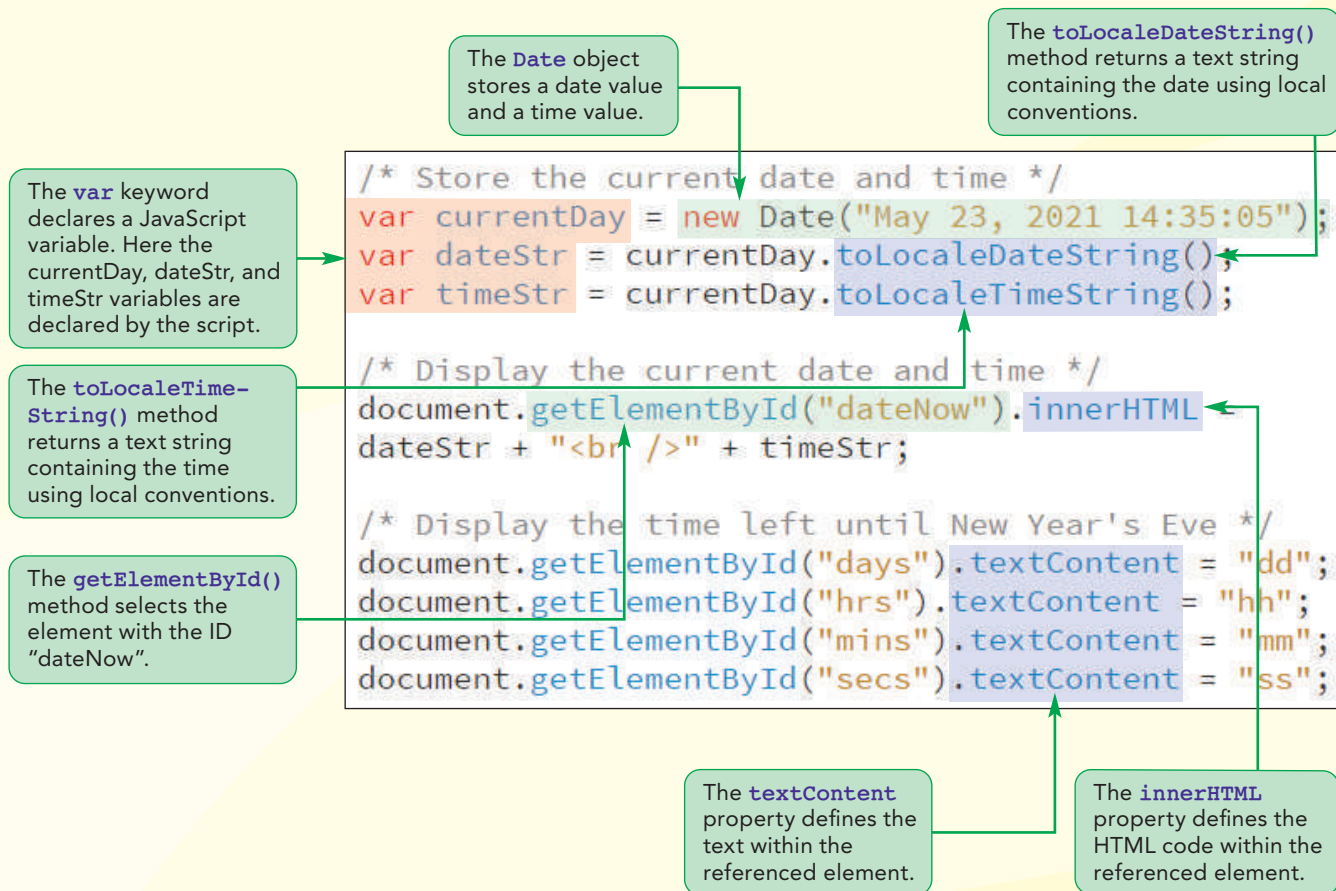 The Date object
stores a date value
and a time value.
The toLocaleDateString()
method returns a text string
containing the date using local
conventions.
The var keyword
declares a JavaScript
variable. Here the
currentDay, dateStr, and
timeStr variables are
declared by the script.
The toLocaleTime-
String() method
returns a text string
containing the time
using local conventions.
The getElementById()
method selects the
element with the ID
“dateNow”.
/* Store the current date and time */
var currentDay = new Date("May 23, 2021 14:35:05");
var dateStr = currentDay.toLocaleDateString();
var timeStr = currentDay.toLocaleTimeString();
/* Display the current date and time */
document.getElementById("dateNow").innerHTML =
dateStr + "<br />" + timeStr;
/* Display the time left until New Year's Eve */
document.getElementById("days").textContent = "dd";
document.getElementById("hrs").textContent = "hh";
document.getElementById("mins").textContent = "mm";
document.getElementById("secs").textContent = "ss";
The textContent
property defines the
text within the
referenced element.
The innerHTML
property defines the
HTML code within the
referenced element.